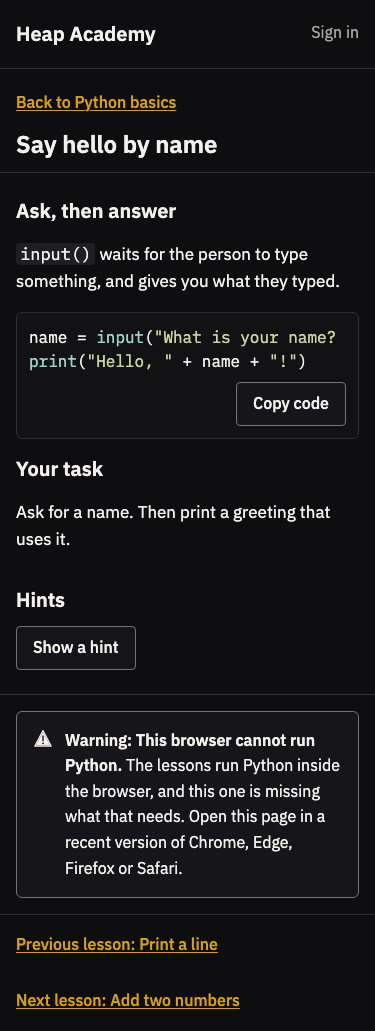 Heap Academy
Sign in
Back to Python basics
Say hello by name
Ask, then answer
input() waits for the person to type
something, and gives you what they typed.
name = input("What is your name?
print("Hello, " + name + "!")
Copy code
Your task
Ask for a name. Then print a greeting that
uses it.
Hints
Show a hint
Warning: This browser cannot run
Python. The lessons run Python inside
the browser, and this one is missing
what that needs. Open this page in a
recent version of Chrome, Edge,
Firefox or Safari.
Previous lesson: Print a line
Next lesson: Add two numbers